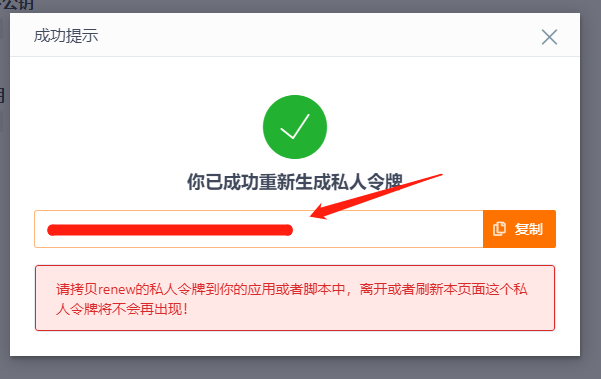 成功提示
你已成功重新生成私人令牌
复制
请拷贝renew的私人令牌到你的应用或者脚本中，离开或者刷新本页面这个私
人令牌将不会再出现！